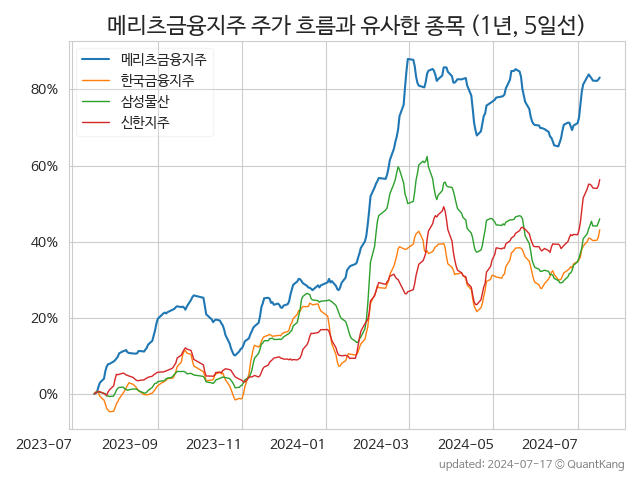 메리츠금융지주 주가 흐름과 유사한 종목 (1년, 5일선)
메리츠금융지주
한국금융지주
삼성물산
신한지주
80%
60%
40%
20%
0%
2023-07 2023-09 2023-11 2024-01 2024-03 2024-05 2024-07
updated: 2024-07-17 © QuantKang